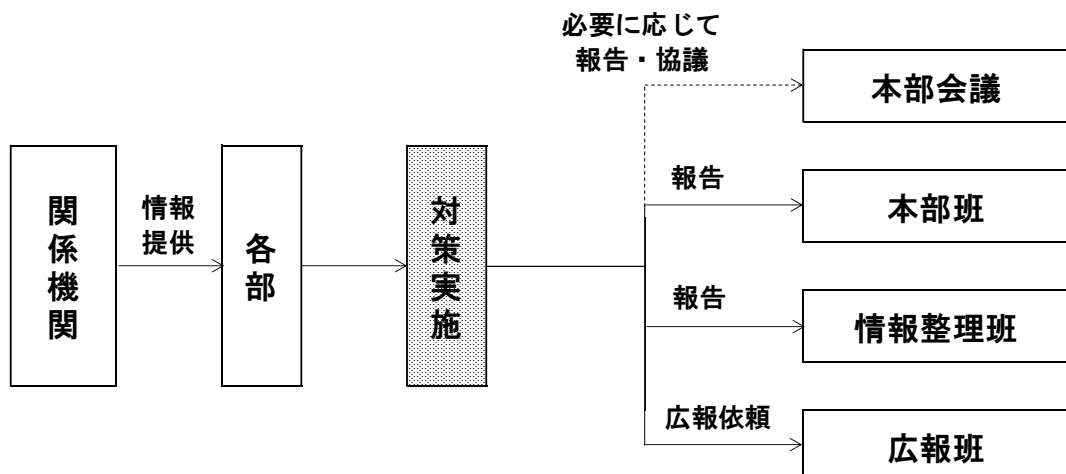 関係機関
情報
提供
各部
対策実施
必要に応じて
報告・協議
本部会議
報告
本部班
報告
情報整理班
広報依頼
広報班